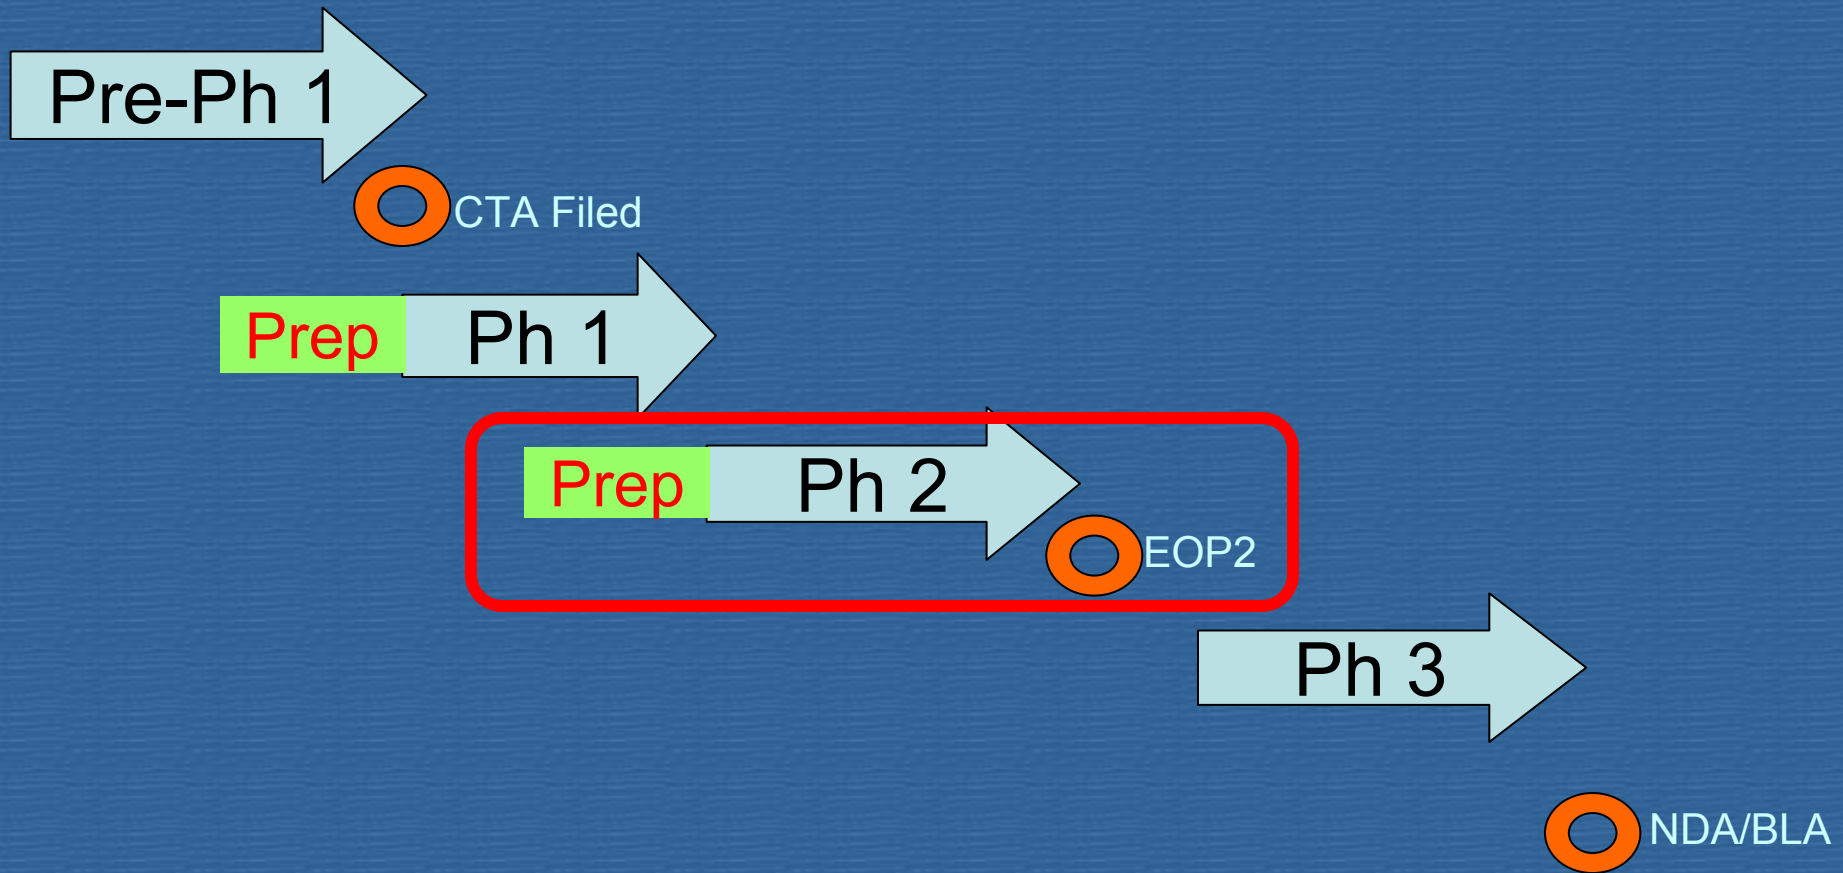 Pre-Ph 1
CTA Filed
Prep
Ph 1
Prep
Ph 2
EOP2
Ph 3
NDA/BLA